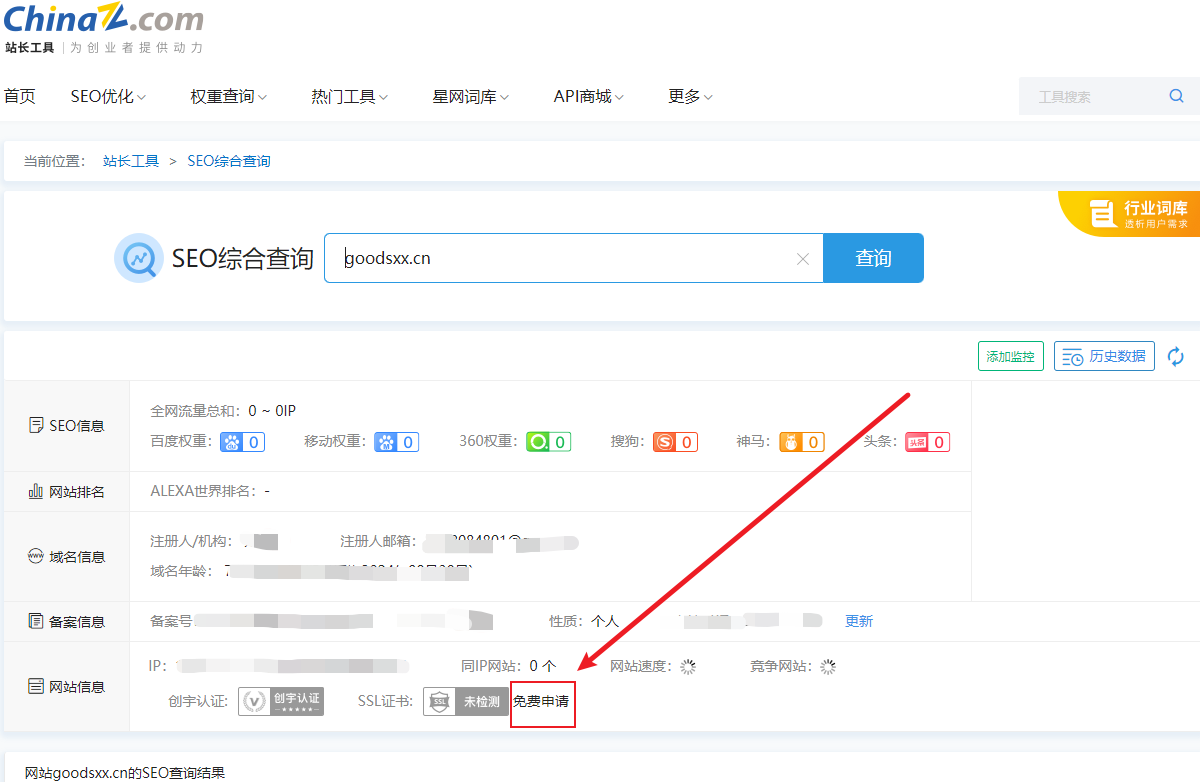 ChinaZ.com
站长工具 为创业者提供动力
首页 SEO优化 权重查询 热门工具 星网词库 API商城 更多 工具搜索
当前位置： 站长工具 > SEO综合查询
行业词库
透析用户需求
SEO综合查询 goodsxx.cn 查询
添加监控 历史数据
SEO信息
全网流量总和：0 ~ 0IP
百度权重： 0 移动权重： 0 360权重： 0 搜狗： 0 神马： 0 头条： 头条 0
网站排名 ALEXA世界排名：-
域名信息
注册人/机构： 注册人邮箱：
域名年龄：
备案信息 备案号 性质：个人 更新
网站信息
IP： 同IP网站：0 个 网站速度： 竞争网站：
创宇认证： 创宇认证 SSL证书： SSL 未检测 免费申请
网站goodsxx.cn的SEO查询结果